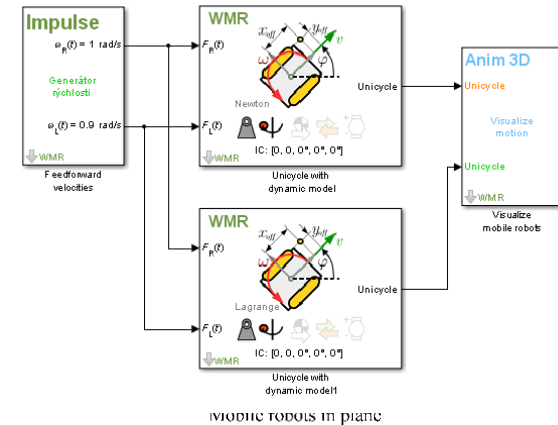 Impulse
ω_R(t) = 1 rad/s
Generátor
rýchlosti
ω_L(t) = 0.9 rad/s
WMR
Feedforward
velocities
WMR
x_off
y_off
v
ω
φ
F_R(t)
Newton
F_L(t)
Unicycle
IC: [0, 0, 0°, 0°, 0°]
WMR
Unicycle with
dynamic model
WMR
x_off
y_off
v
ω
φ
F_R(t)
Lagrange
F_L(t)
Unicycle
IC: [0, 0, 0°, 0°, 0°]
WMR
Unicycle with
dynamic model1
Anim 3D
Unicycle
Visualize
motion
Unicycle
WMR
Visualize
mobile robots
Mobile robots in plane